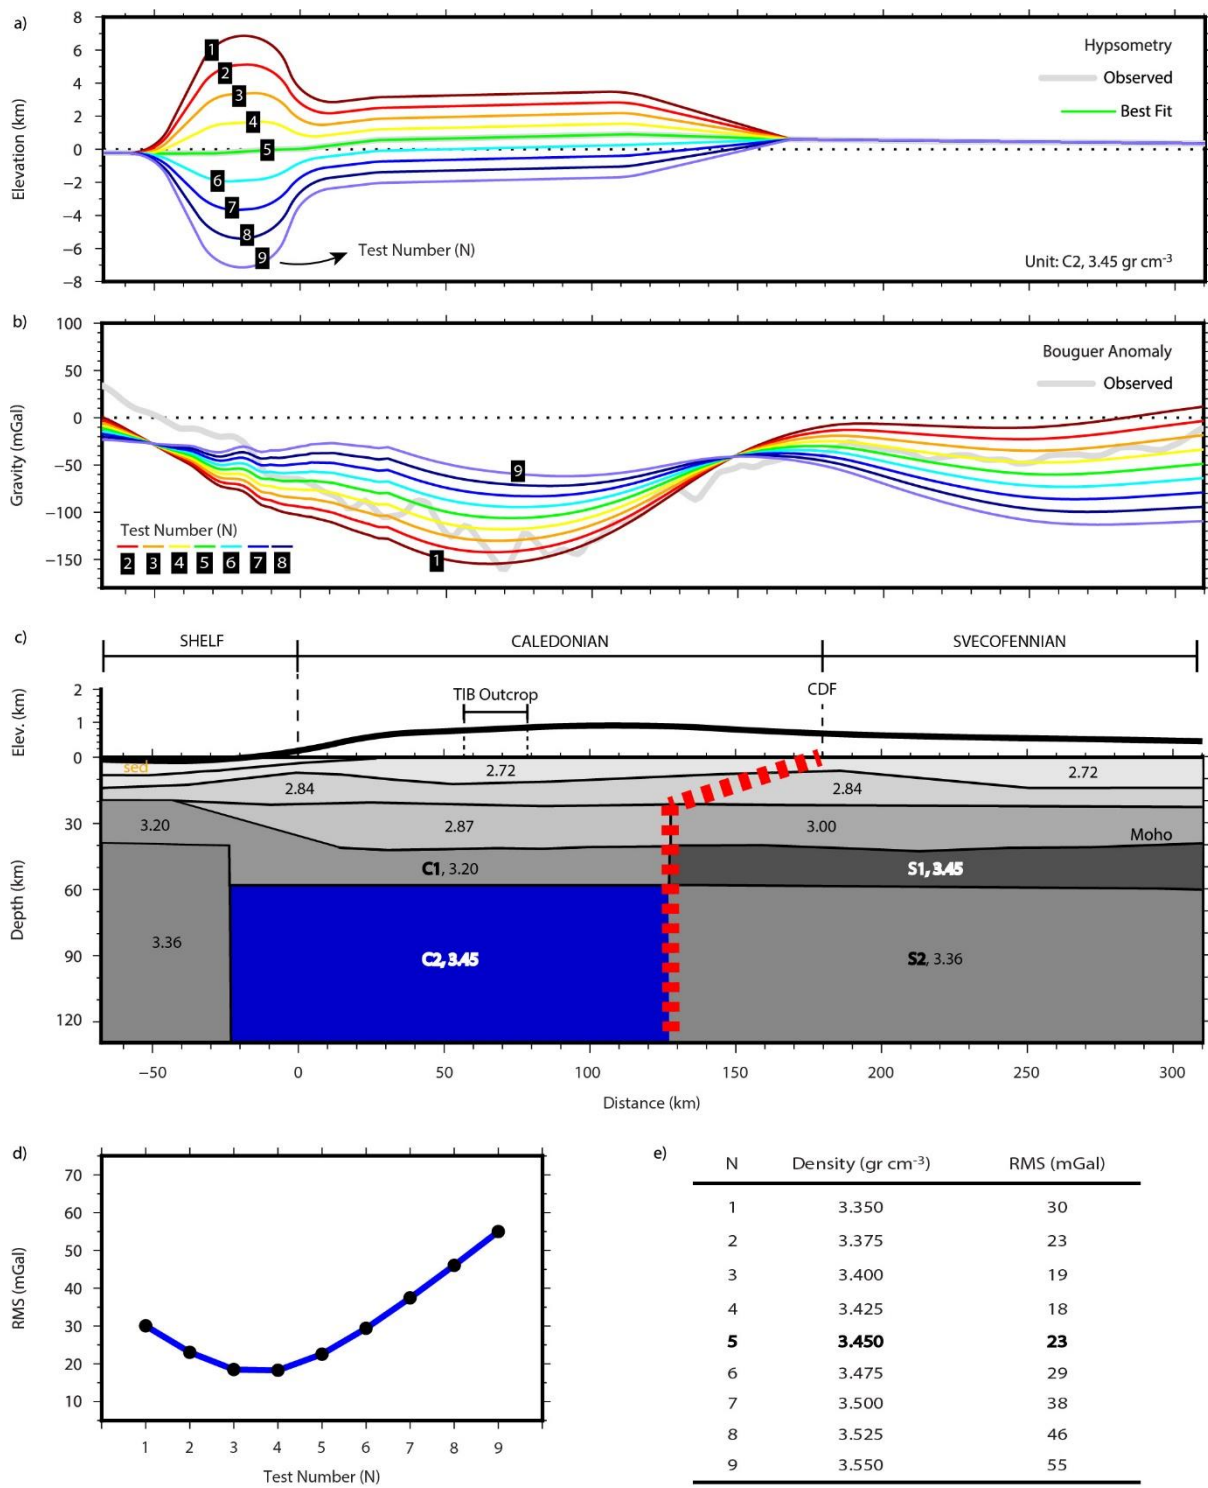 a)
8
6
4
2
0
−2
−4
−6
−8
Elevation (km)
1
2
3
4
5
6
7
8
9
Hypsometry
Observed
Best Fit
Test Number (N)
Unit: C2, 3.45 gr cm-3
b)
100
50
0
−50
−100
−150
Gravity (mGal)
Bouguer Anomaly
Observed
9
1
Test Number (N)
2 3 4 5 6 7 8
c)
SHELF CALEDONIAN SVECOFENNIAN
TIB Outcrop
CDF
2
1
0
Elev. (km)
30
60
90
120
Depth (km)
sed
2.72
2.72
2.84
2.84
3.20
2.87
3.00
Moho
C1, 3.20
S1, 3.45
3.36
C2, 3.45
S2, 3.36
−50 0 50 100 150 200 250 300
Distance (km)
d)
70
60
50
40
30
20
10
RMS (mGal)
1 2 3 4 5 6 7 8 9
Test Number (N)
e)
N Density (gr cm-3) RMS (mGal)
1 3.350 30
2 3.375 23
3 3.400 19
4 3.425 18
5 3.450 23
6 3.475 29
7 3.500 38
8 3.525 46
9 3.550 55